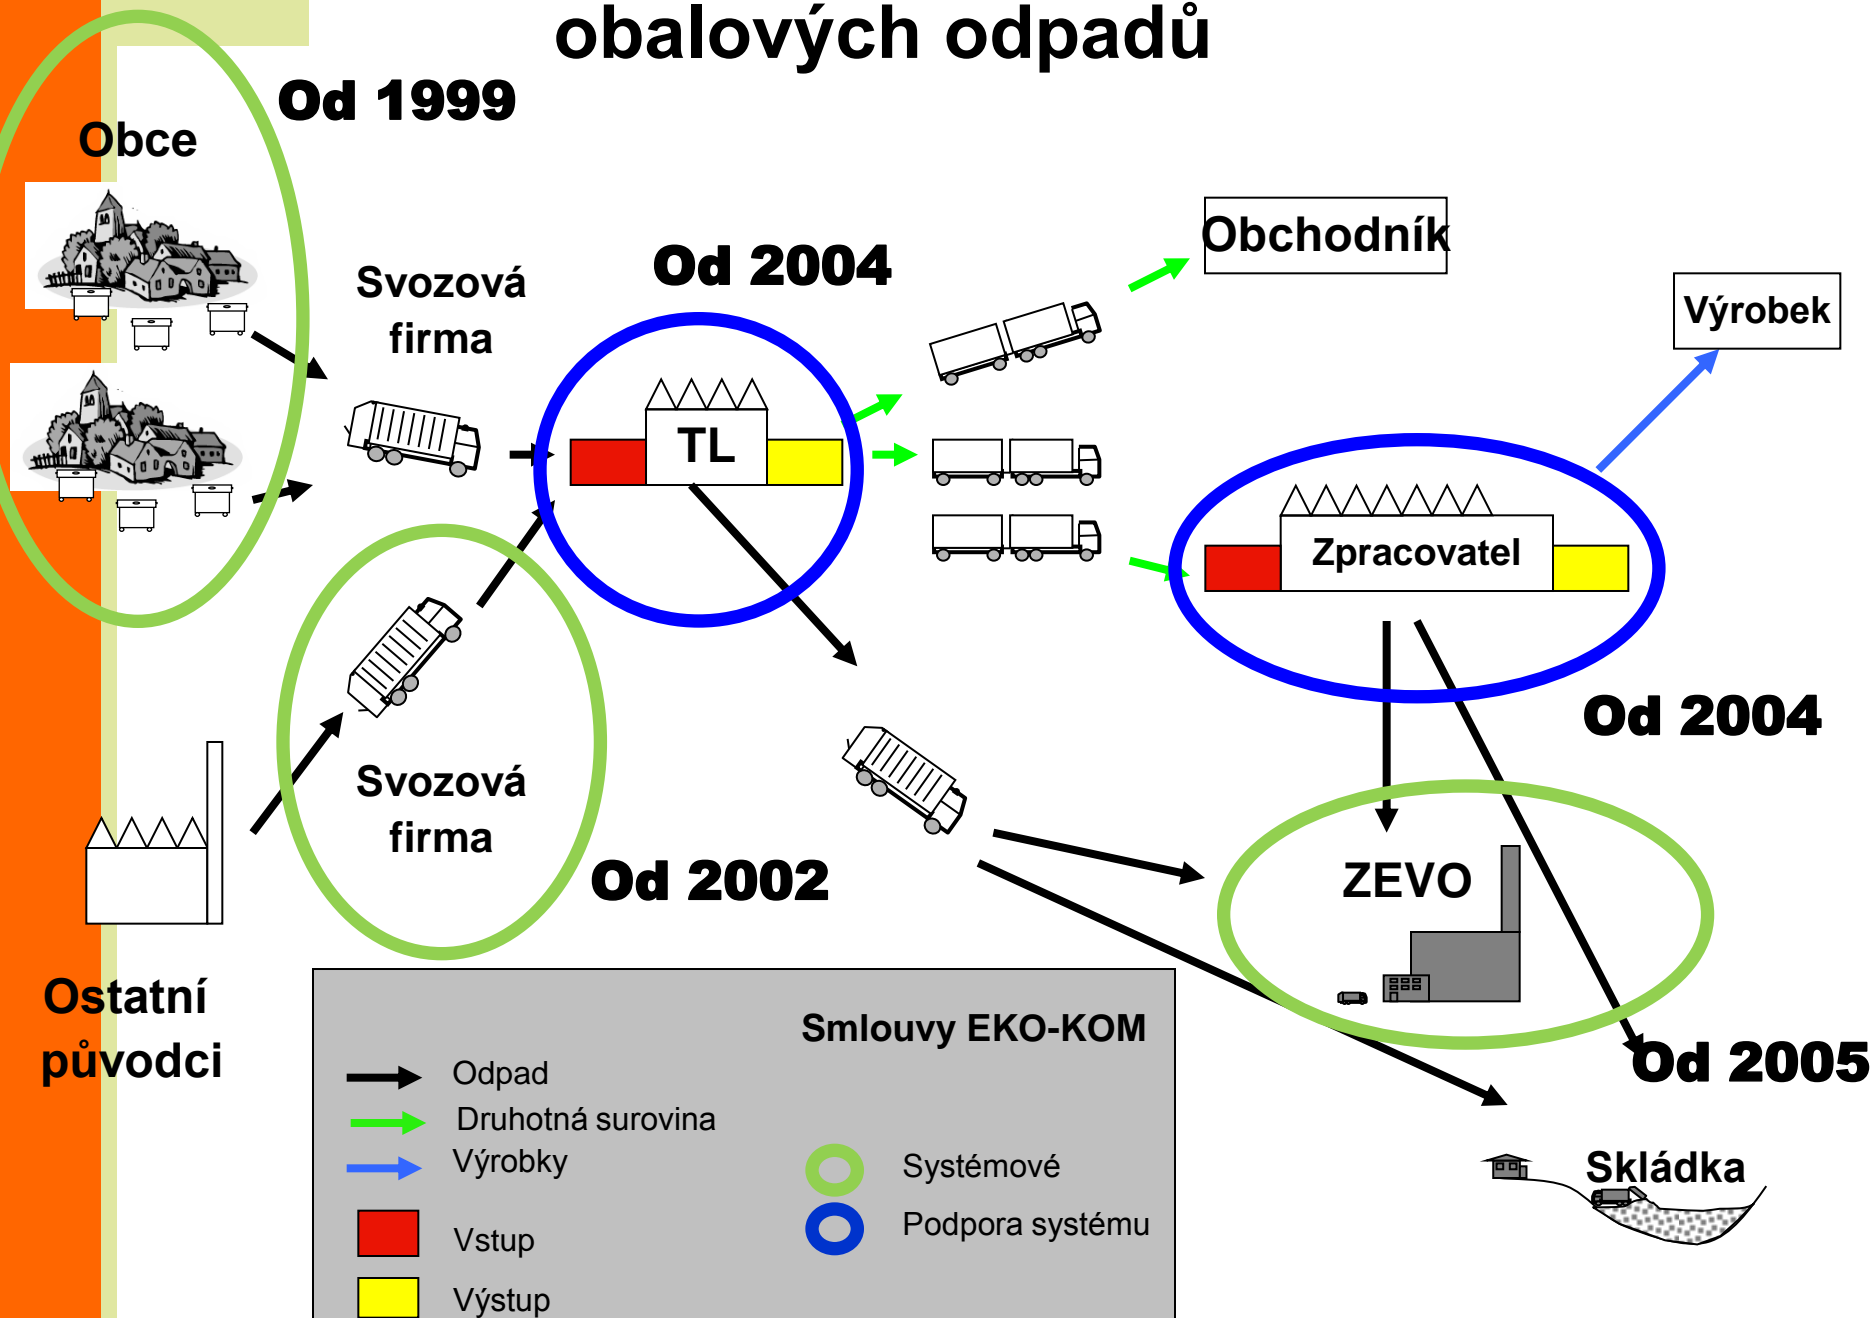 obalových odpadů
Od 1999
Obce
Obchodník
Od 2004
Svozová
firma
Výrobek
TL
Zpracovatel
Od 2004
Svozová
firma
Od 2002
ZEVO
Ostatní
původci
Smlouvy EKO-KOM
Od 2005
Odpad
Druhotná surovina
Výrobky
Systémové
Skládka
Podpora systému
Vstup
Výstup